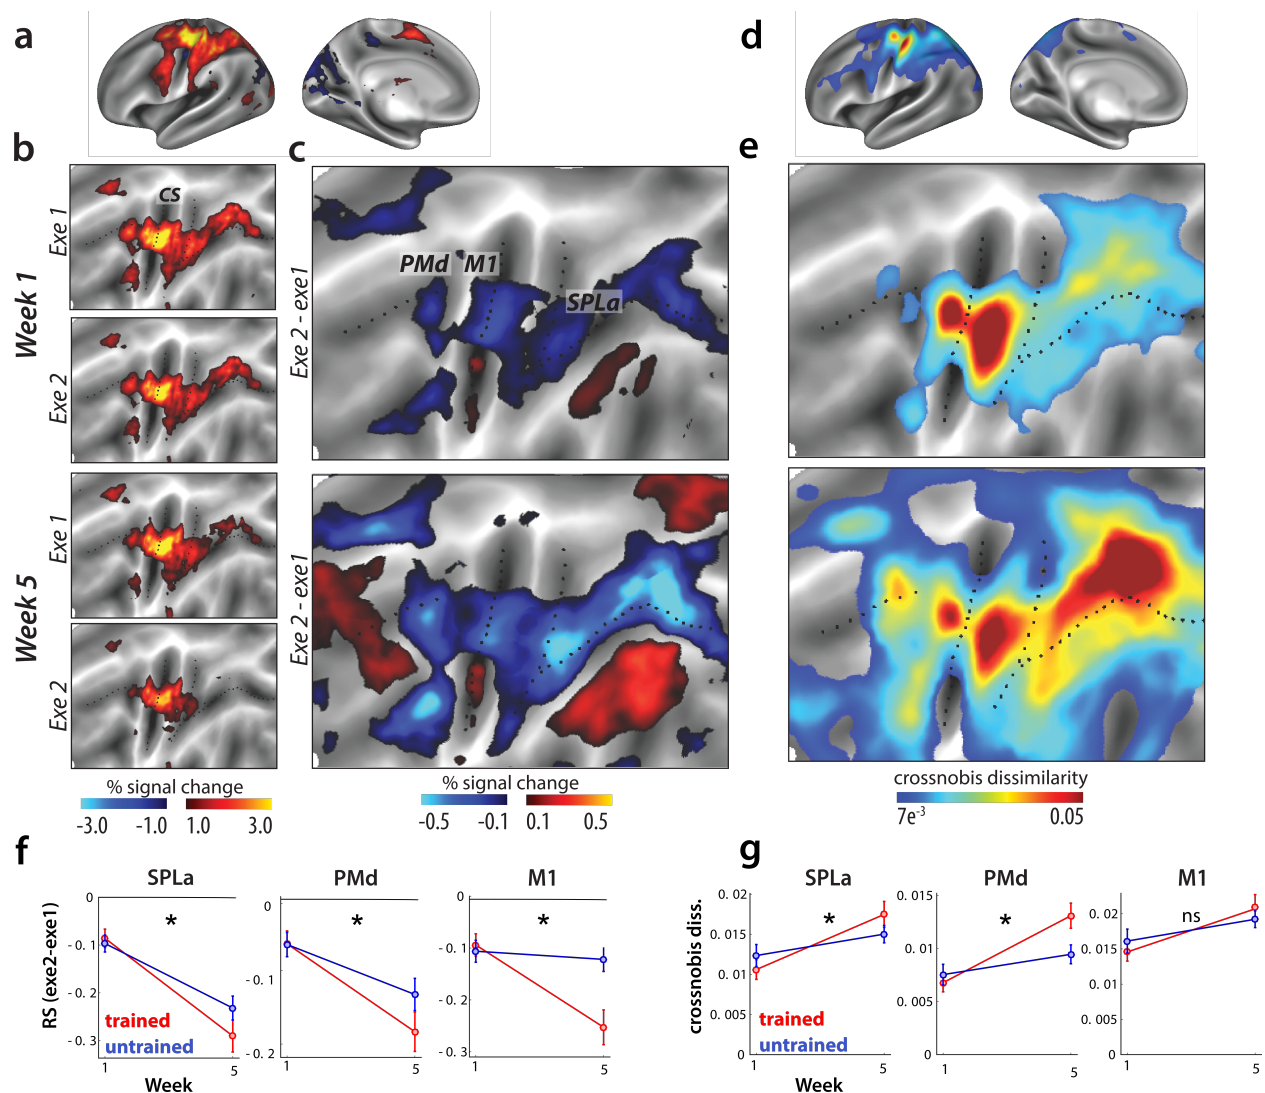 a
d
b
c
e
Week 1
Exe 1
CS
Exe 2
Exe 2 - exe1
PMd M1
SPLa
Week 5
Exe 1
Exe 2
Exe 2 - exe1
% signal change
-3.0 -1.0 1.0 3.0
% signal change
-0.5 -0.1 0.1 0.5
crossnobis dissimilarity
7e-3 0.05
f
SPLa PMd M1
RS (exe2-exe1)
0
- 0.1
- 0.2
- 0.3
*
trained
untrained
1 5
Week
0
- 0.1
- 0.2
*
1 5
0
- 0.1
- 0.2
- 0.3
*
1 5
g
SPLa PMd M1
crossnobis diss.
0. 02
0. 015
0. 01
0. 005
0
*
trained
untrained
1 5
Week
0. 015
0. 01
0. 005
0
*
1 5
0. 02
0. 015
0. 01
0. 005
0
ns
1 5